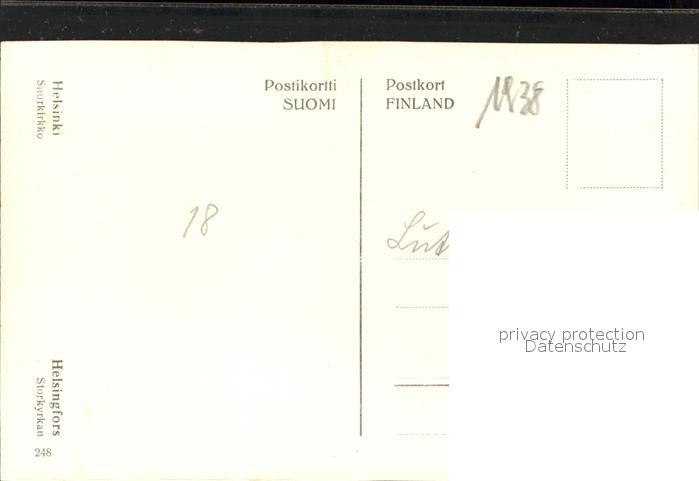 Helsinki
Suurkirkko
Postikortti
SUOMI
Postkort
FINLAND
1938
18
privacy protection
Datenschutz
Helsingfors
Storkyrkan
248